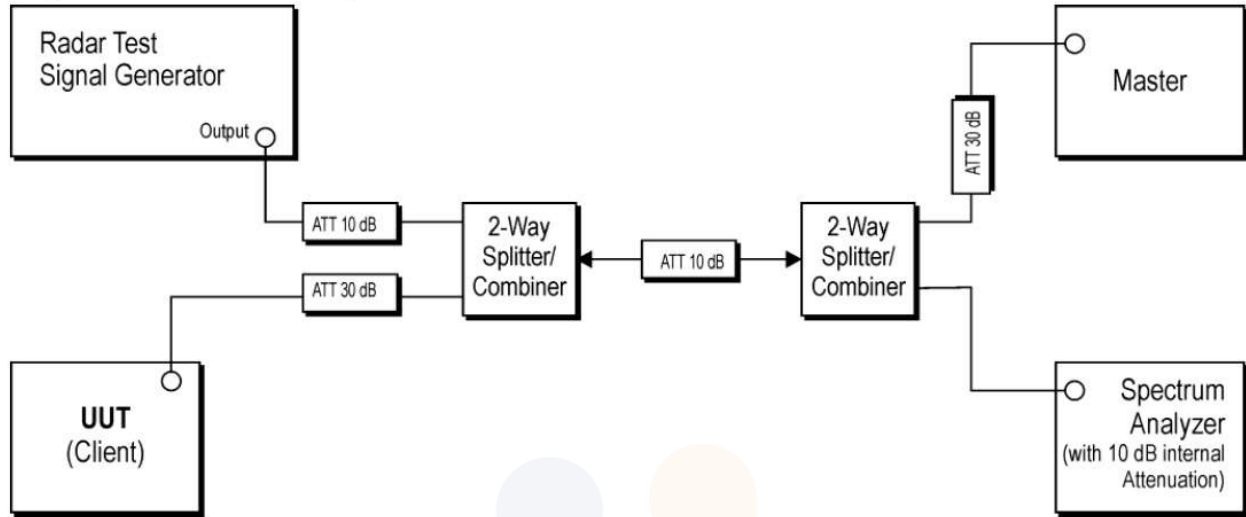 Radar Test
Signal Generator
Output
ATT 10 dB
ATT 30 dB
2-Way
Splitter/
Combiner
ATT 10 dB
2-Way
Splitter/
Combiner
ATT 30 dB
Master
UUT
(Client)
Spectrum
Analyzer
(with 10 dB internal
Attenuation)